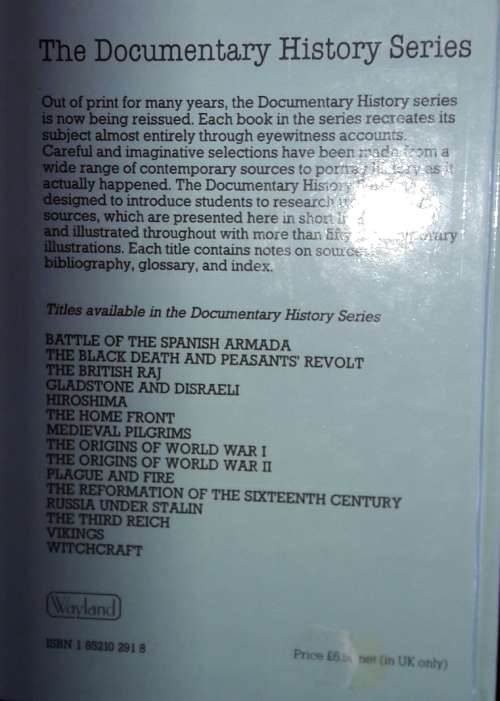 The Documentary History Series
Out of print for many years, the Documentary History series
is now being reissued. Each book in the series recreates its
subject almost entirely through eyewitness accounts.
Careful and imaginative selections have been made from a
wide range of contemporary sources to portray history as it
actually happened. The Documentary History
designed to introduce students to research
sources, which are presented here in short
and illustrated throughout with more than fifty
illustrations. Each title contains notes on sources,
bibliography, glossary, and index.
Titles available in the Documentary History Series
BATTLE OF THE SPANISH ARMADA
THE BLACK DEATH AND PEASANTS' REVOLT
THE BRITISH RAJ
GLADSTONE AND DISRAELI
HIROSHIMA
THE HOME FRONT
MEDIEVAL PILGRIMS
THE ORIGINS OF WORLD WAR I
THE ORIGINS OF WORLD WAR II
PLAGUE AND FIRE
THE REFORMATION OF THE SIXTEENTH CENTURY
RUSSIA UNDER STALIN
THE THIRD REICH
VIKINGS
WITCHCRAFT
Wayland
ISBN 1 85210 291 8
Price net (in UK only)